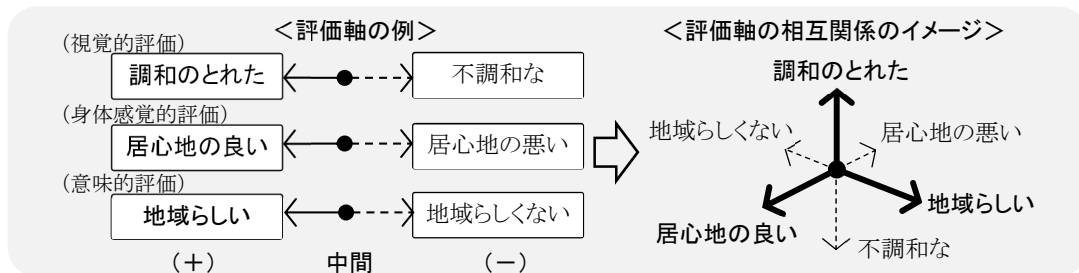 ＜評価軸の例＞
（視覚的評価）
調和のとれた
不調和な
（身体感覚的評価）
居心地の良い
居心地の悪い
（意味的評価）
地域らしい
地域らしくない
（＋）
中間
（－）
＜評価軸の相互関係のイメージ＞
調和のとれた
地域らしくない
居心地の悪い
地域らしい
居心地の良い
不調和な